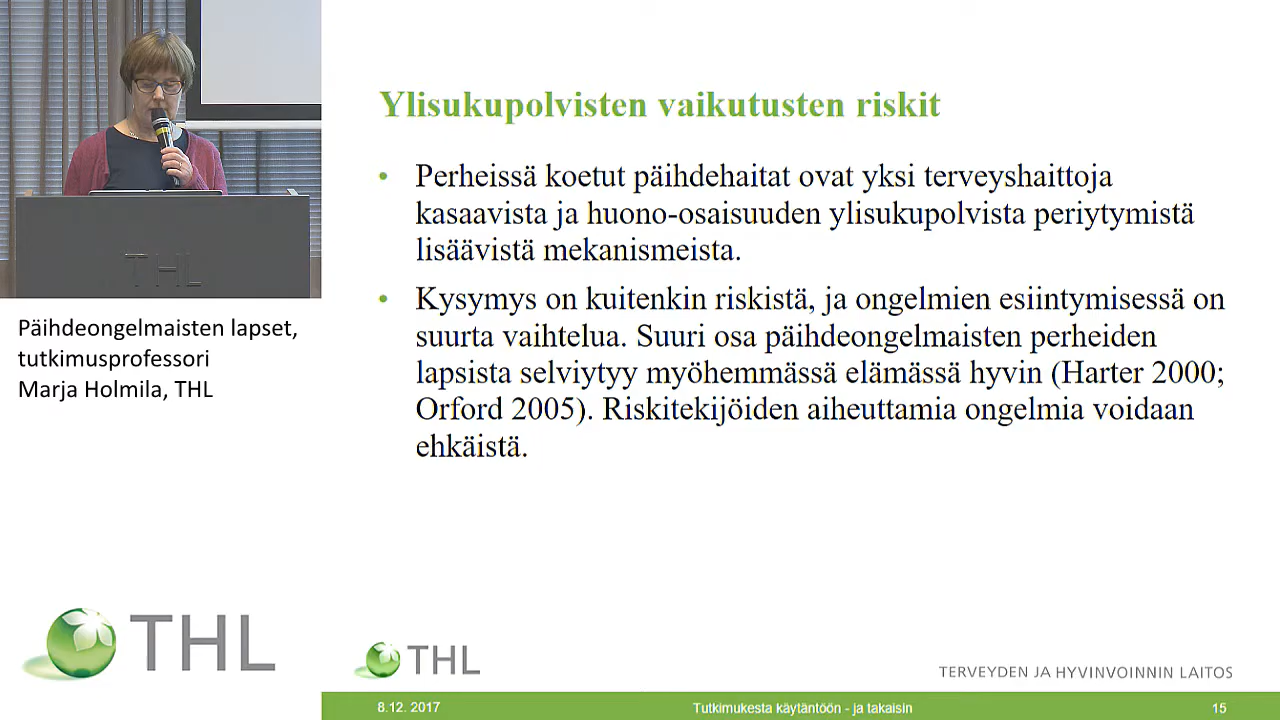 THL
Päihdeongelmaisten lapset,
tutkimusprofessori
Marja Holmila, THL
THL
Ylisukupolvisten vaikutusten riskit
• Perheissä koetut päihdehaitat ovat yksi terveyshaittoja
kasaavista ja huono-osaisuuden ylisukupolvista periytymistä
lisäävistä mekanismeista.
• Kysymys on kuitenkin riskistä, ja ongelmien esiintymisessä on
suurta vaihtelua. Suuri osa päihdeongelmaisten perheiden
lapsista selviytyy myöhemmässä elämässä hyvin (Harter 2000;
Orford 2005). Riskitekijöiden aiheuttamia ongelmia voidaan
ehkäistä.
THL
TERVEYDEN JA HYVINVOINNIN LAITOS
8.12. 2017
Tutkimukesta käytäntöön - ja takaisin
15